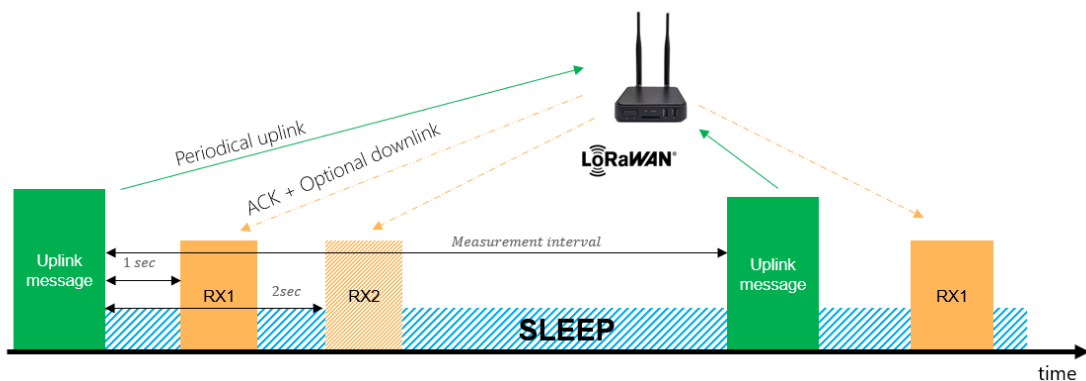 Periodical uplink
ACK + Optional downlink
LoRaWAN®
Uplink
message
1 sec
RX1
2sec
RX2
Measurement interval
SLEEP
Uplink
message
RX1
time